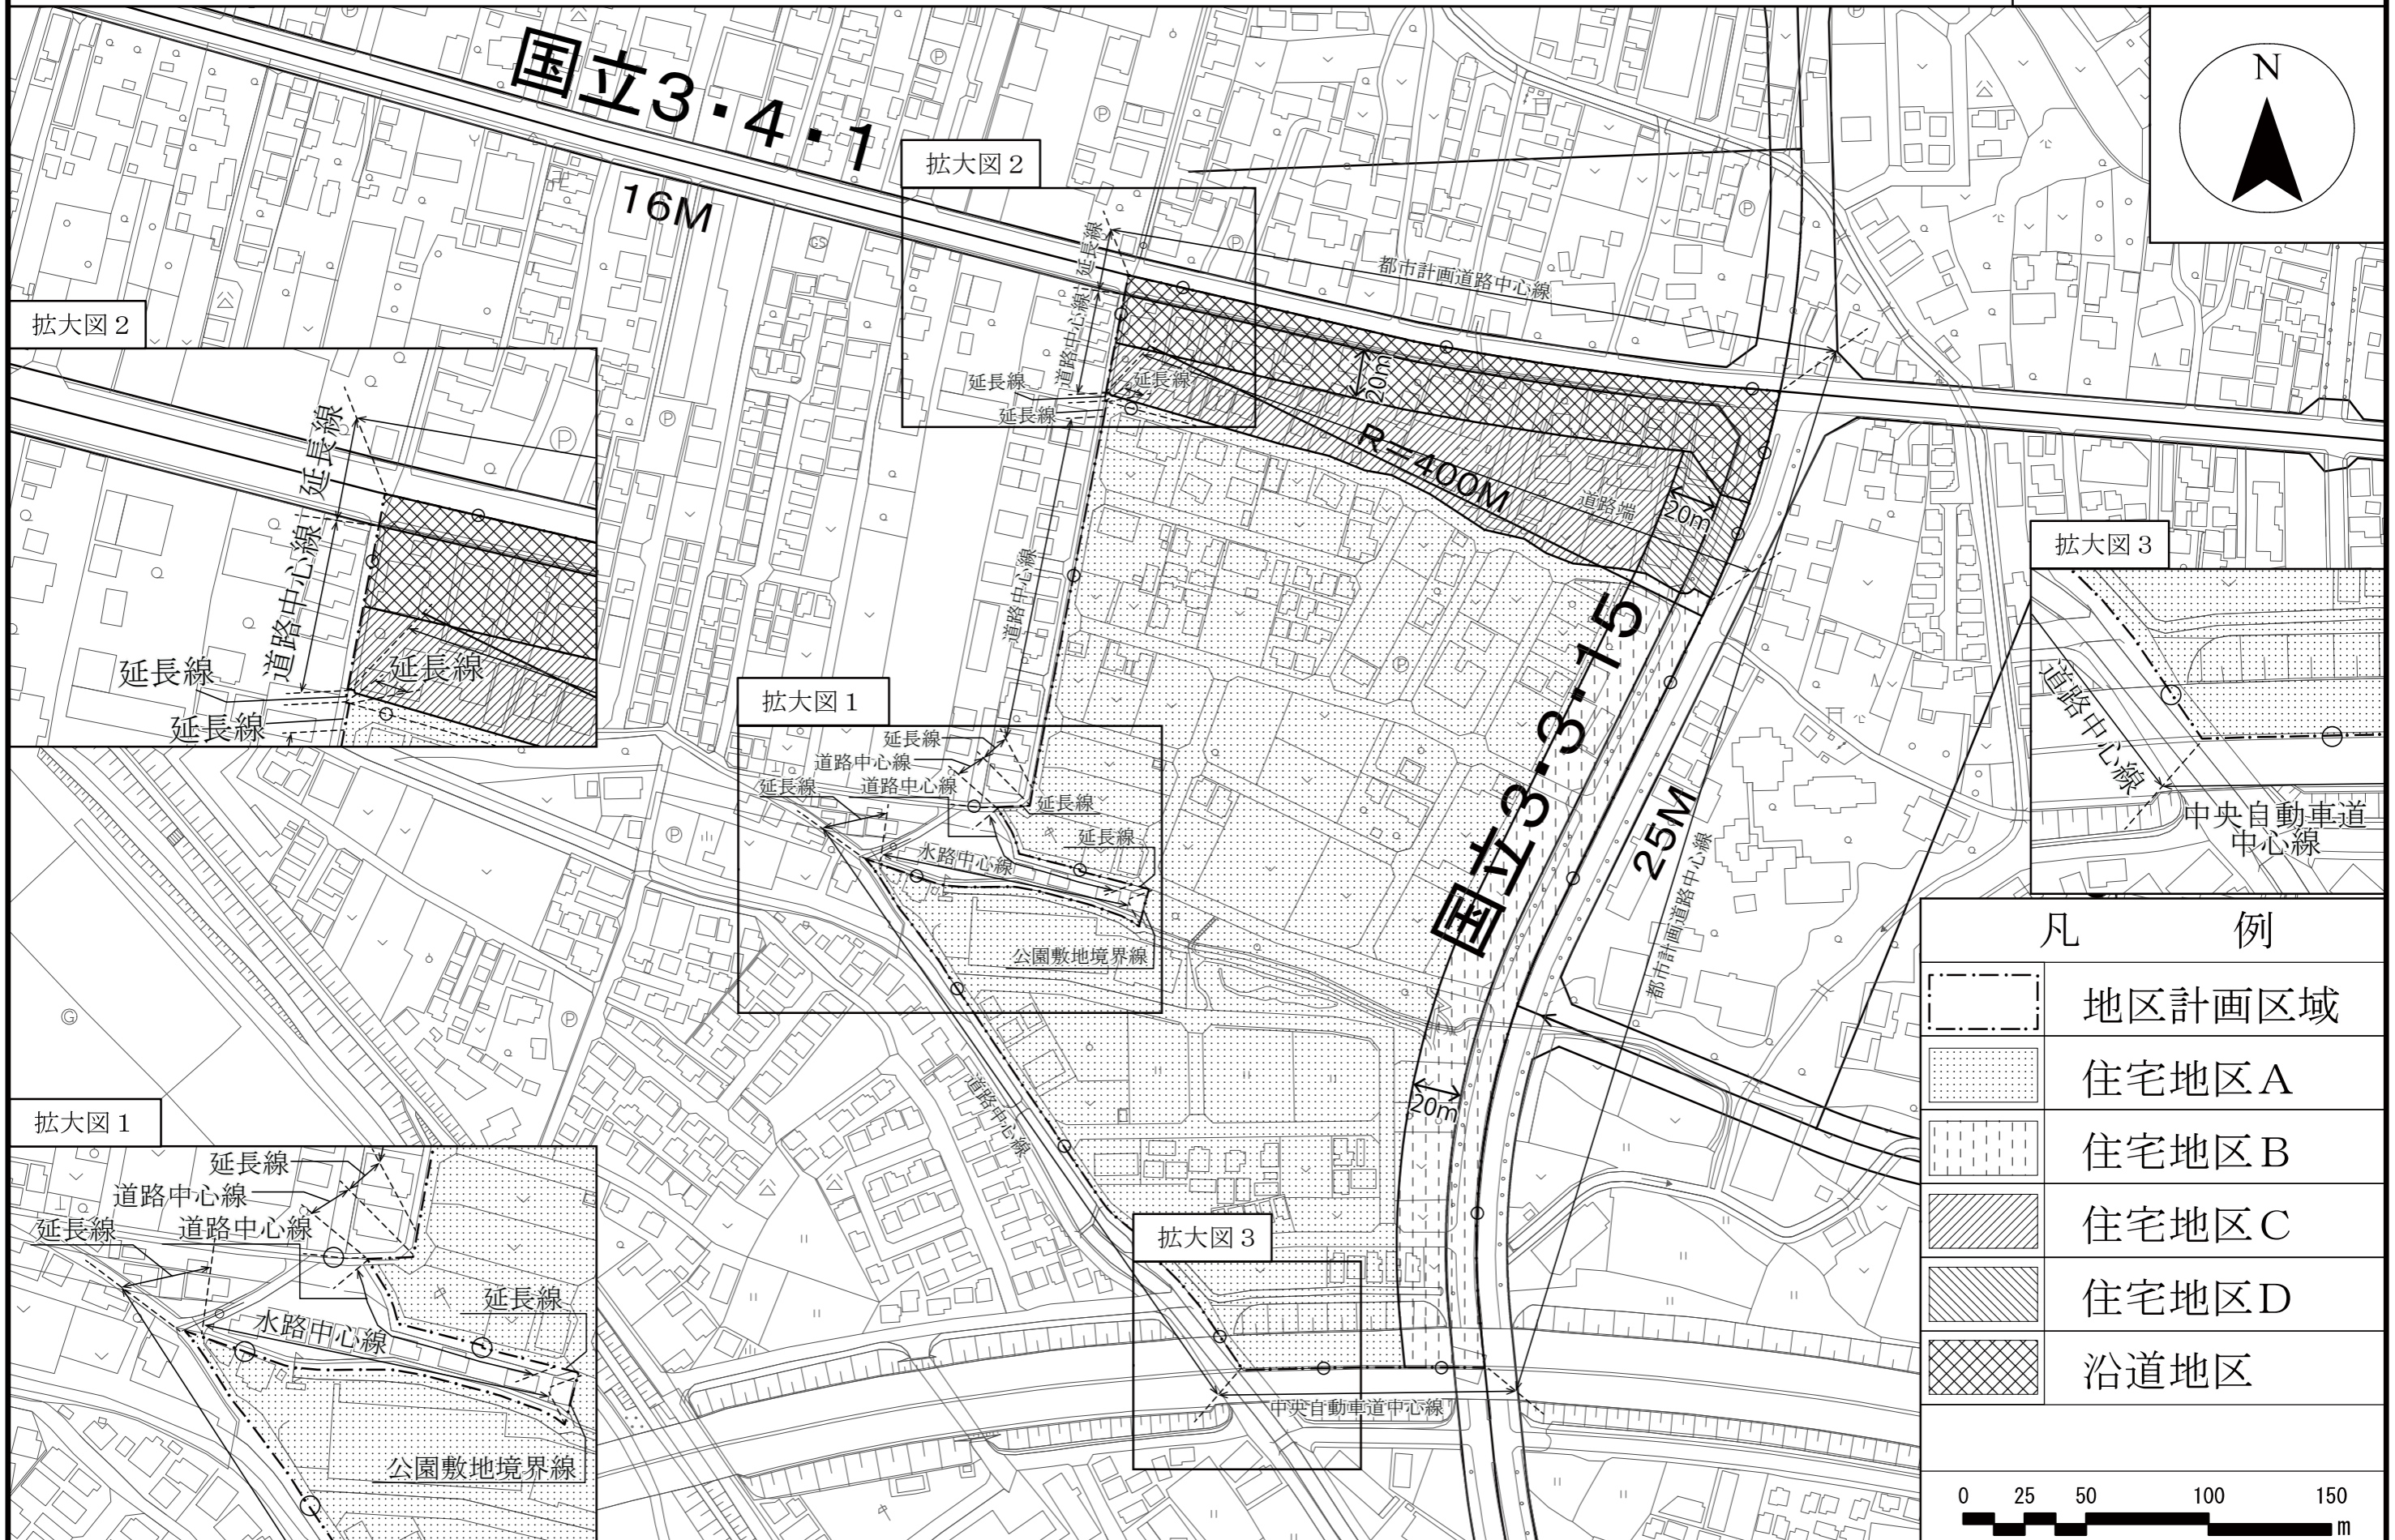 国立3・4・1
16M
N
拡大図2
延長線
道路中心線
延長線
延長線
延長線
都市計画道路中心線
20m
R=400M
道路端
20m
拡大図2
延長線
道路中心線
延長線
延長線
延長線
道路中心線
国立3・3・15
25M
都市計画道路中心線
拡大図3
道路中心線
中央自動車道
中心線
拡大図1
延長線
道路中心線
延長線
道路中心線
延長線
延長線
水路中心線
公園敷地境界線
道路中心線
20m
拡大図1
延長線
道路中心線
延長線
道路中心線
延長線
水路中心線
公園敷地境界線
拡大図3
中央自動車道中心線
凡 例
地区計画区域
住宅地区A
住宅地区B
住宅地区C
住宅地区D
沿道地区
0 25 50 100 150
m
P
GS
G